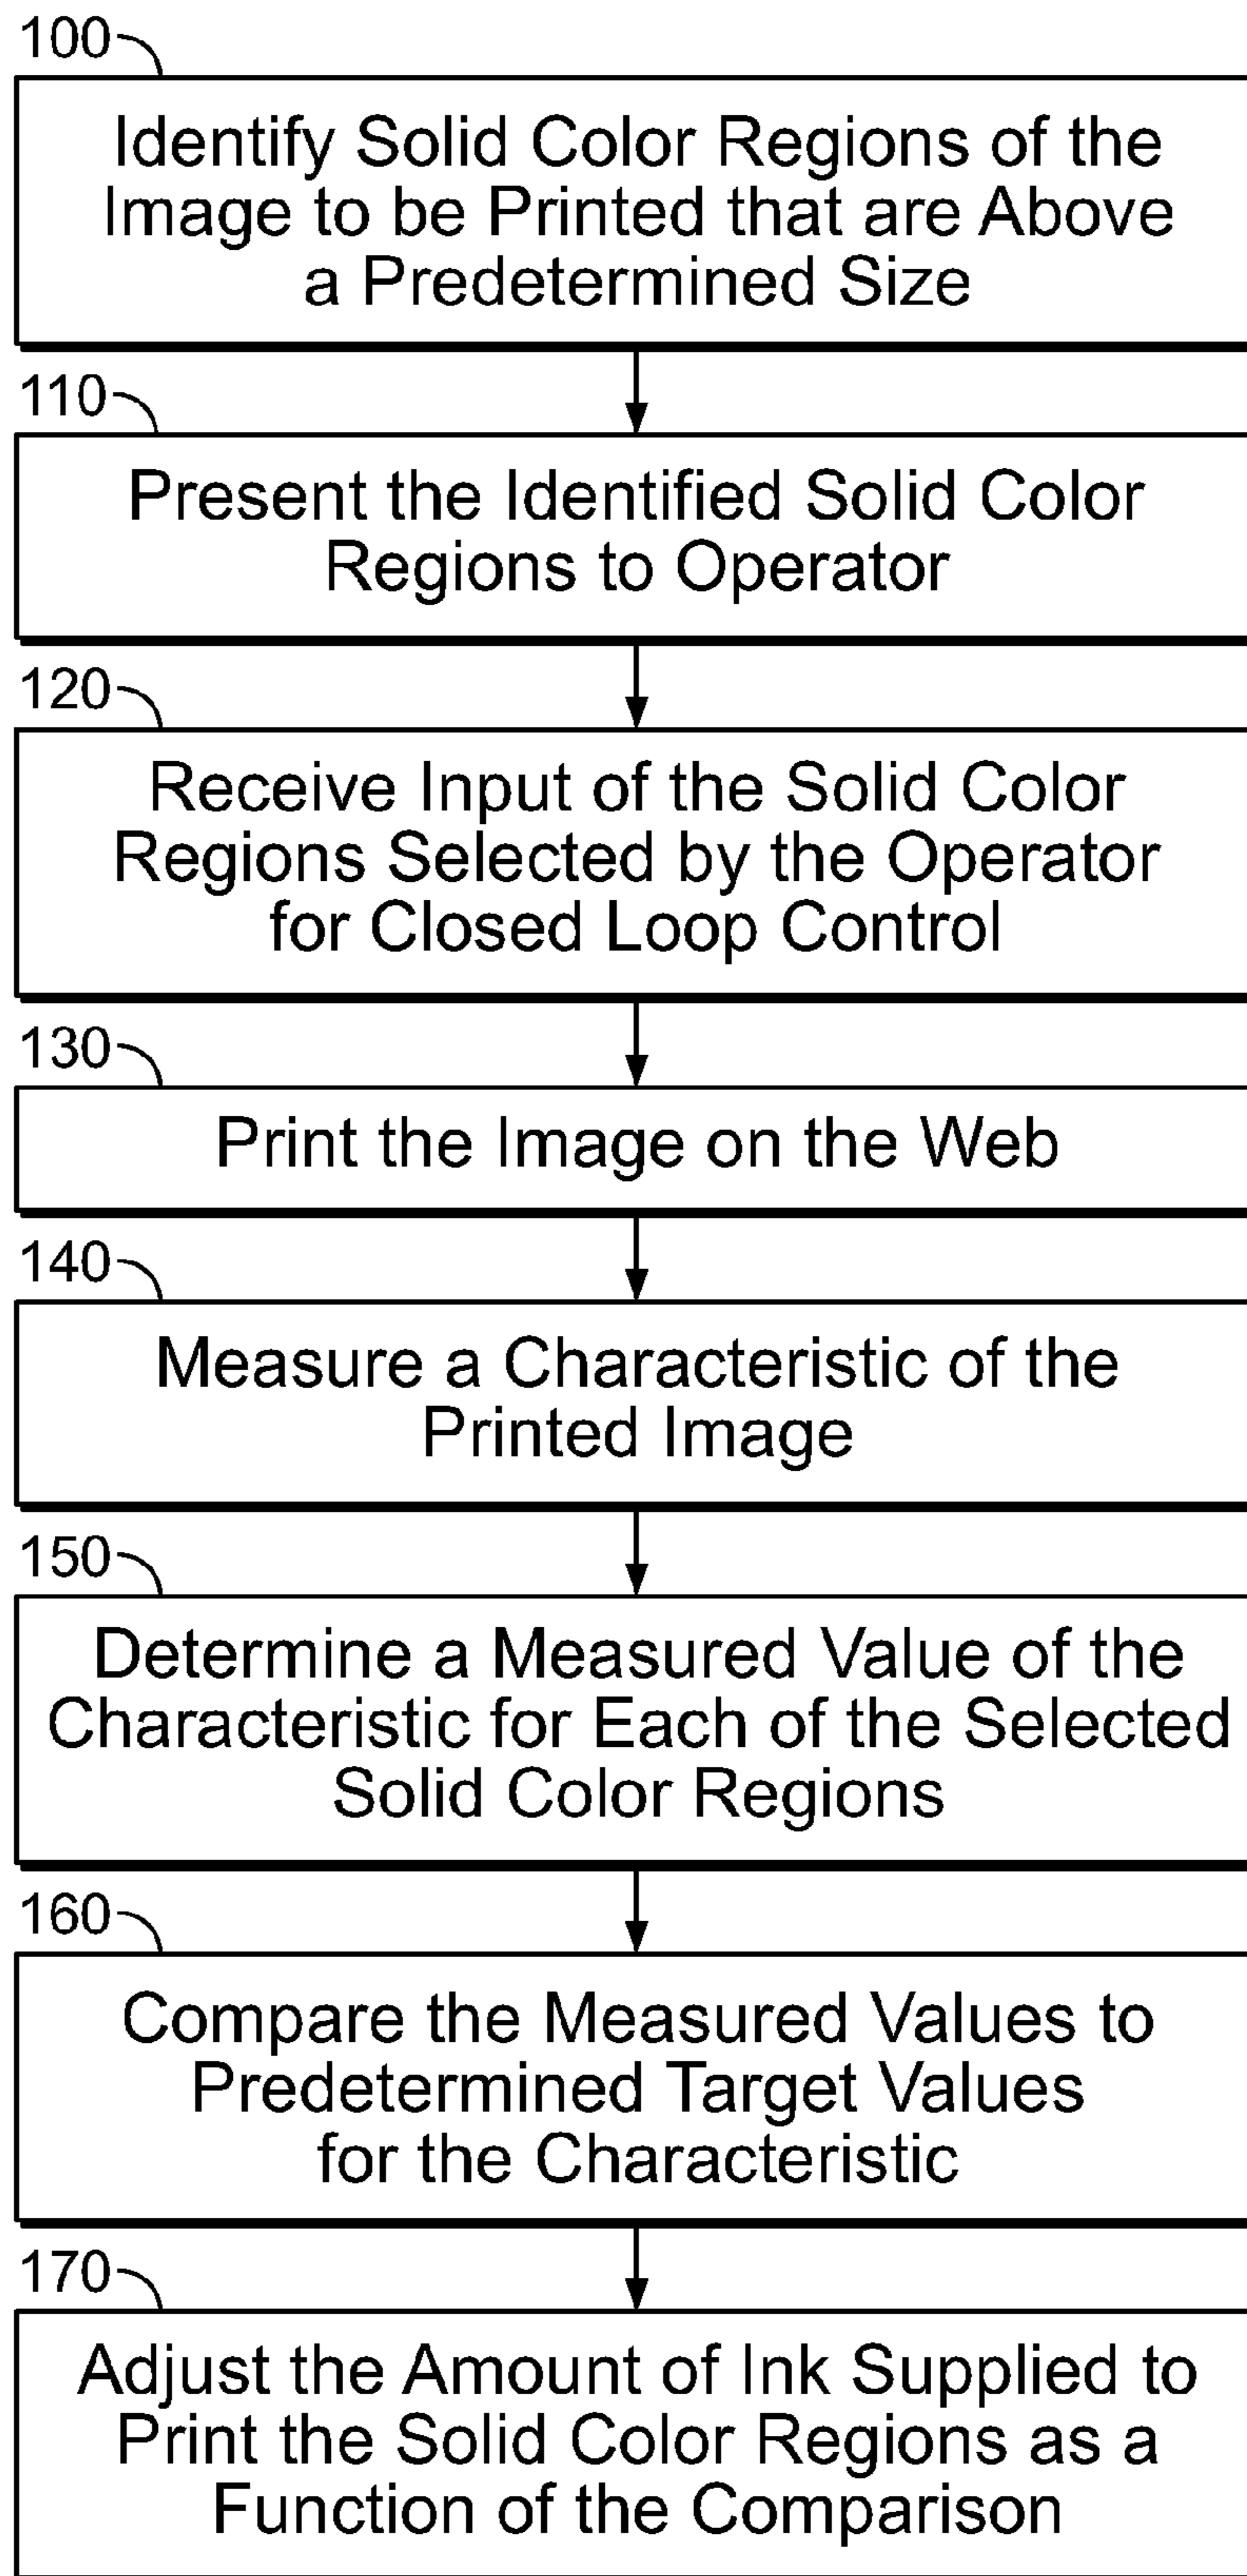 100
Identify Solid Color Regions of the
Image to be Printed that are Above
a Predetermined Size
110
Present the Identified Solid Color
Regions to Operator
120
Receive Input of the Solid Color
Regions Selected by the Operator
for Closed Loop Control
130
Print the Image on the Web
140
Measure a Characteristic of the
Printed Image
150
Determine a Measured Value of the
Characteristic for Each of the Selected
Solid Color Regions
160
Compare the Measured Values to
Predetermined Target Values
for the Characteristic
170
Adjust the Amount of Ink Supplied to
Print the Solid Color Regions as a
Function of the Comparison